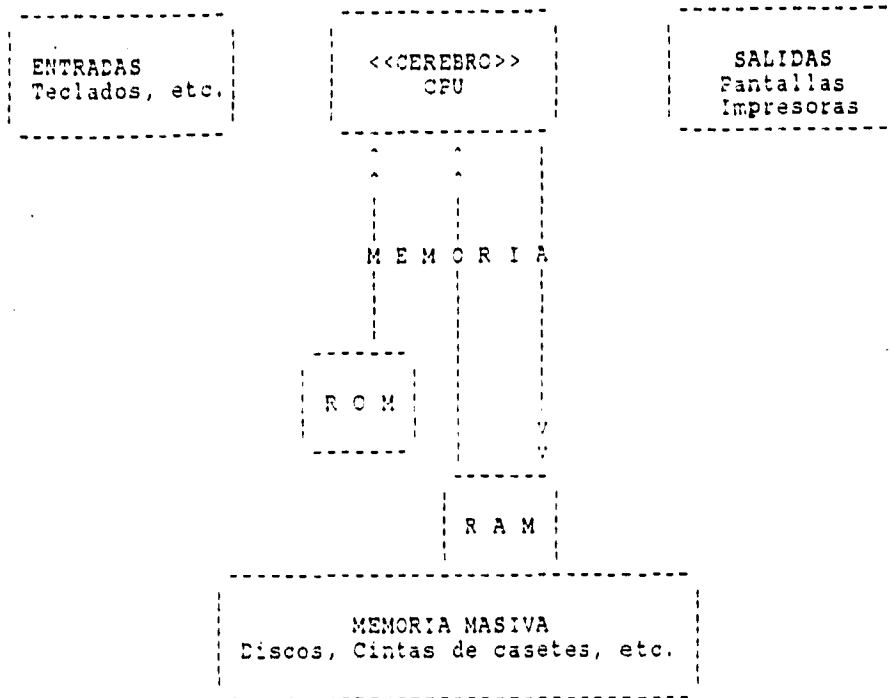 ENTRADAS
Teclados, etc.
<<CEREBRO>>
CPU
SALIDAS
Pantallas
Impresoras
M E M O R I A
R O M
R A M
MEMORIA MASIVA
Discos, Cintas de casetes, etc.